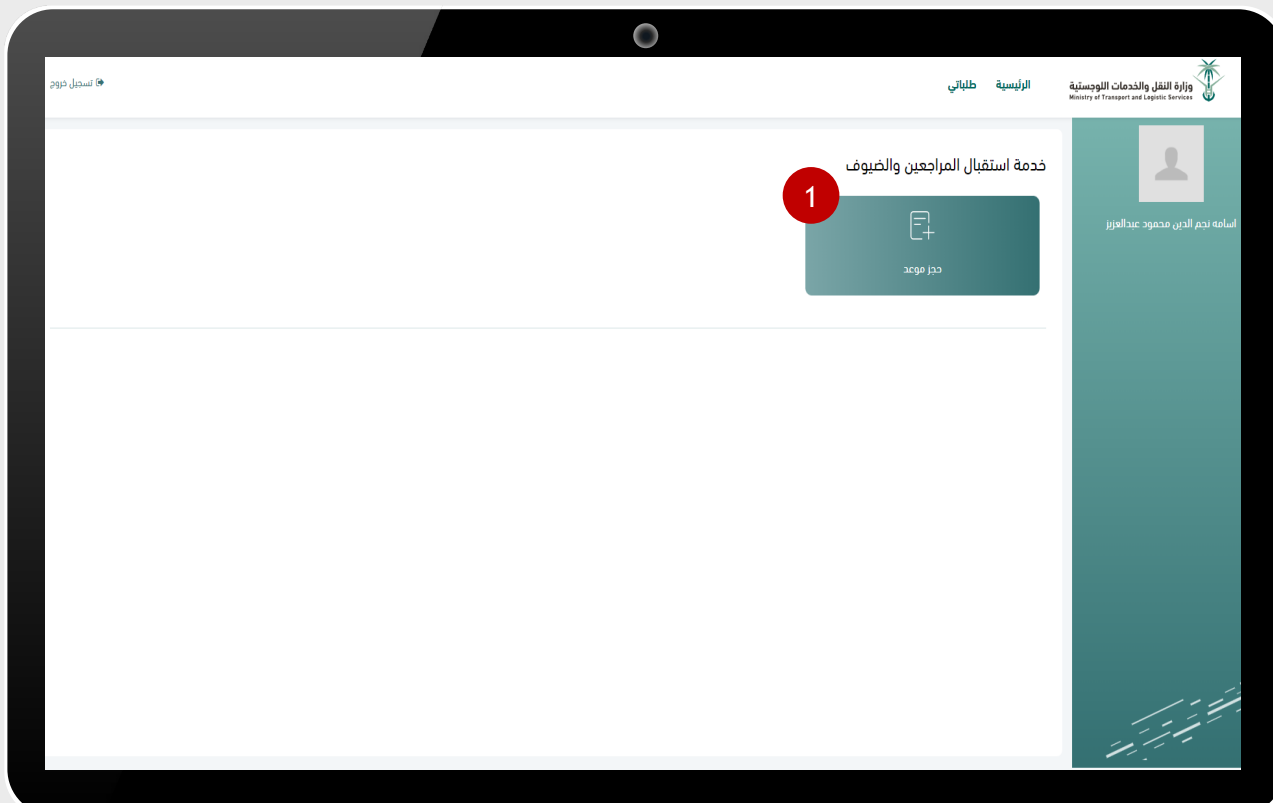 وزارة النقل والخدمات اللوجستية
Ministry of Transport and Logistic Services
الرئيسية
طلباتي
تسجيل خروج
اسامه نجم الدين محمود عبدالعزيز
خدمة استقبال المراجعين والضيوف
1
حجز موعد